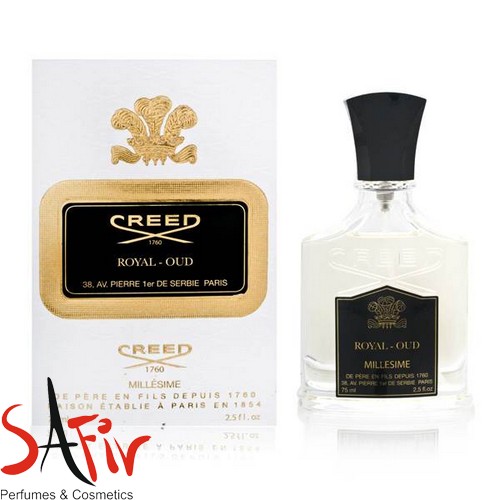 CREED
1760
ROYAL - OUD
38, AV. PIERRE 1er DE SERBIE PARIS
CREED
1760
MILLÉSIME
DE PÈRE EN FILS DEPUIS 1760
MAISON ÉTABLIE À PARIS EN 1854
2.5 fl.oz
CREED
ROYAL - OUD
MILLESIME
DE PÈRE EN FILS DEPUIS 1760
38, AV. PIERRE 1er DE SERBIE PARIS
75 ml 2.5 fl.oz
SAFIR
Perfumes & Cosmetics